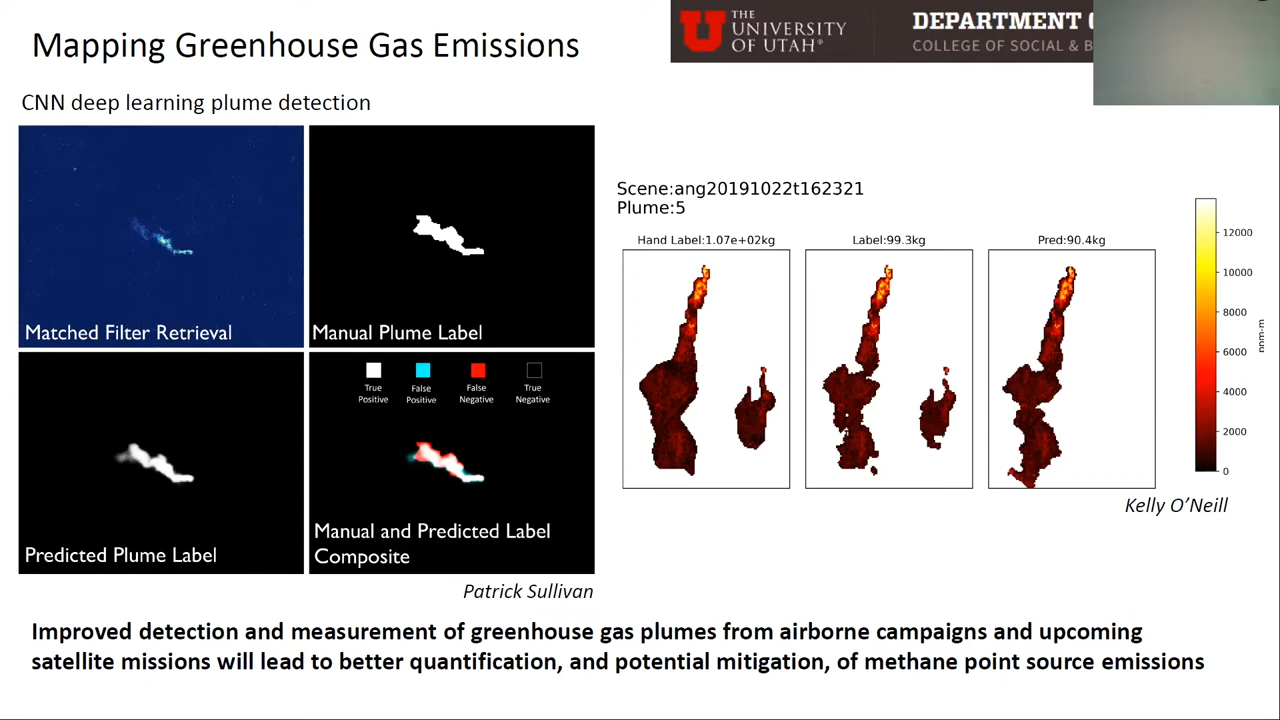 Mapping Greenhouse Gas Emissions
THE
UNIVERSITY
OF UTAH®
DEPARTMENT
COLLEGE OF SOCIAL & B
CNN deep learning plume detection
Matched Filter Retrieval
Manual Plume Label
True
Positive
False
Positive
False
Negative
True
Negative
Predicted Plume Label
Manual and Predicted Label
Composite
Patrick Sullivan
Scene:ang20191022t162321
Plume:5
Hand Label:1.07e+02kg
Label:99.3kg
Pred:90.4kg
12000
10000
8000
6000
4000
2000
0
ppm-m
Kelly O’Neill
Improved detection and measurement of greenhouse gas plumes from airborne campaigns and upcoming
satellite missions will lead to better quantification, and potential mitigation, of methane point source emissions